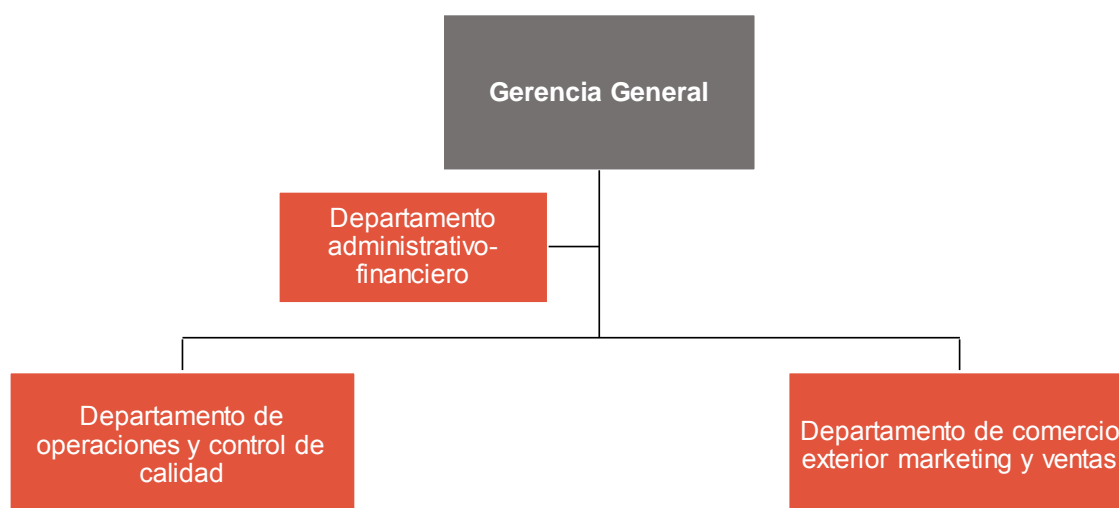 Gerencia General
Departamento
administrativo-
financiero
Departamento de
operaciones y control de
calidad
Departamento de comercio
exterior marketing y ventas